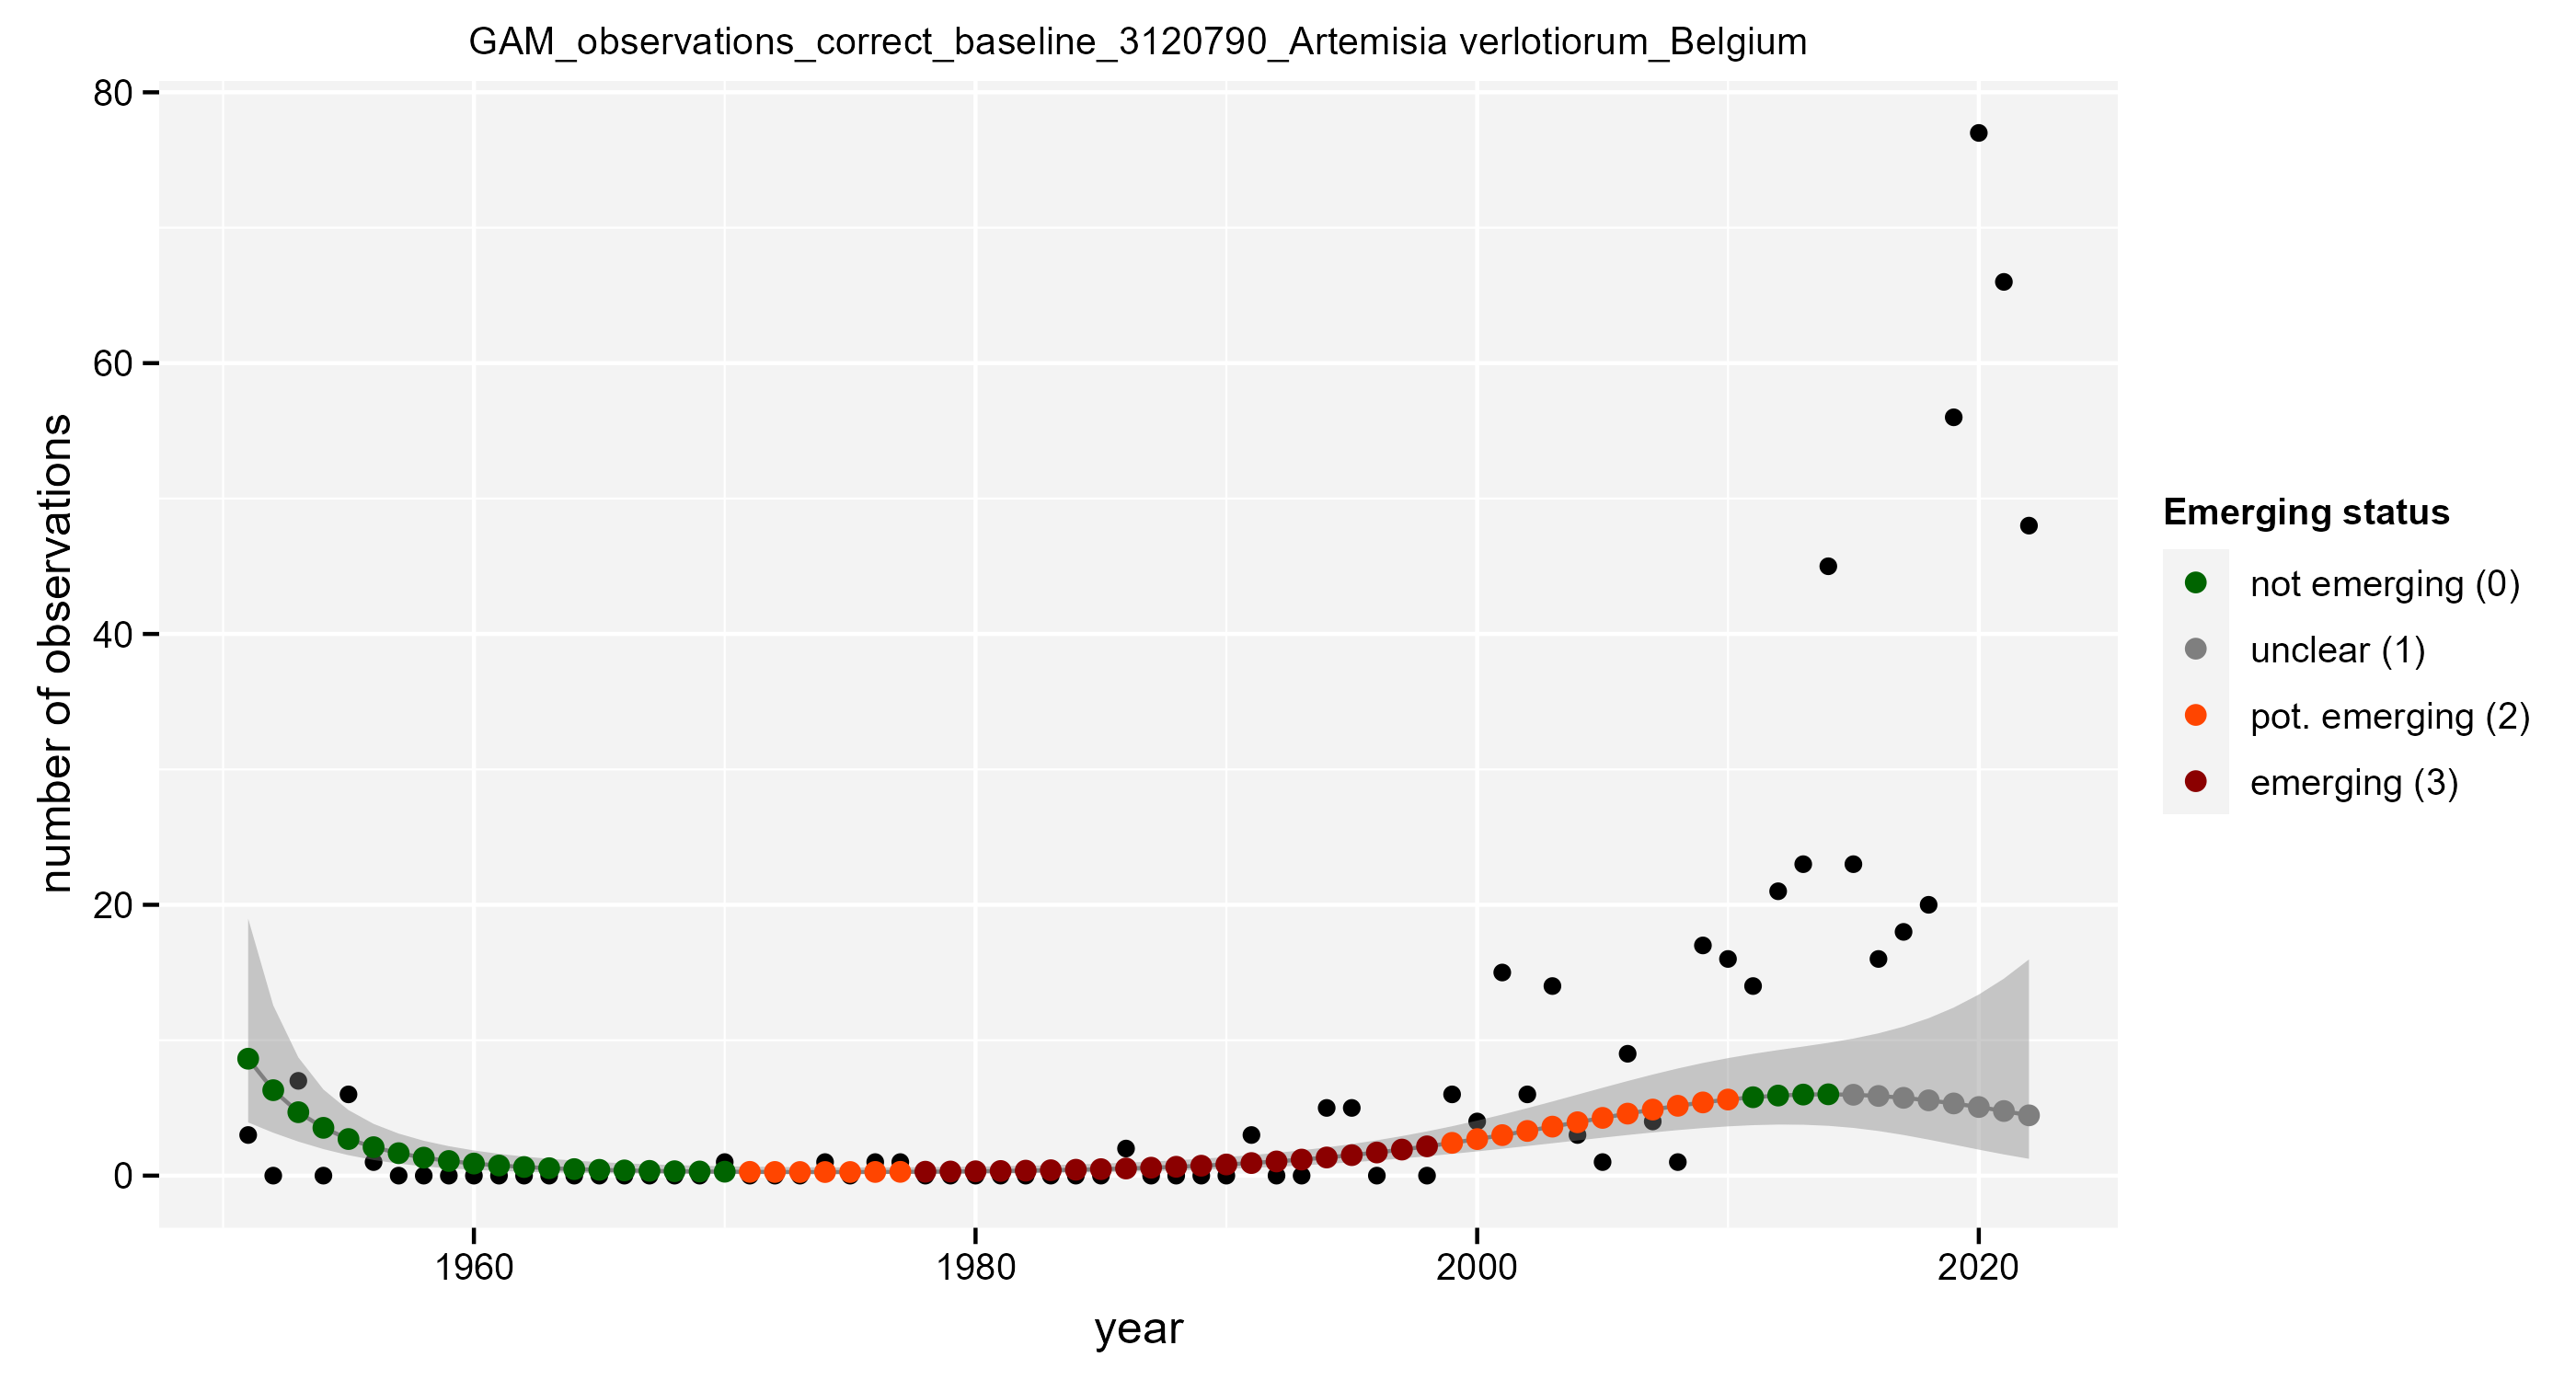 GAM_observations_correct_baseline_3120790_Artemisia verlotiorum_Belgium
80
60
40
20
0
number of observations
1960
1980
2000
2020
year
Emerging status
not emerging (0)
unclear (1)
pot. emerging (2)
emerging (3)